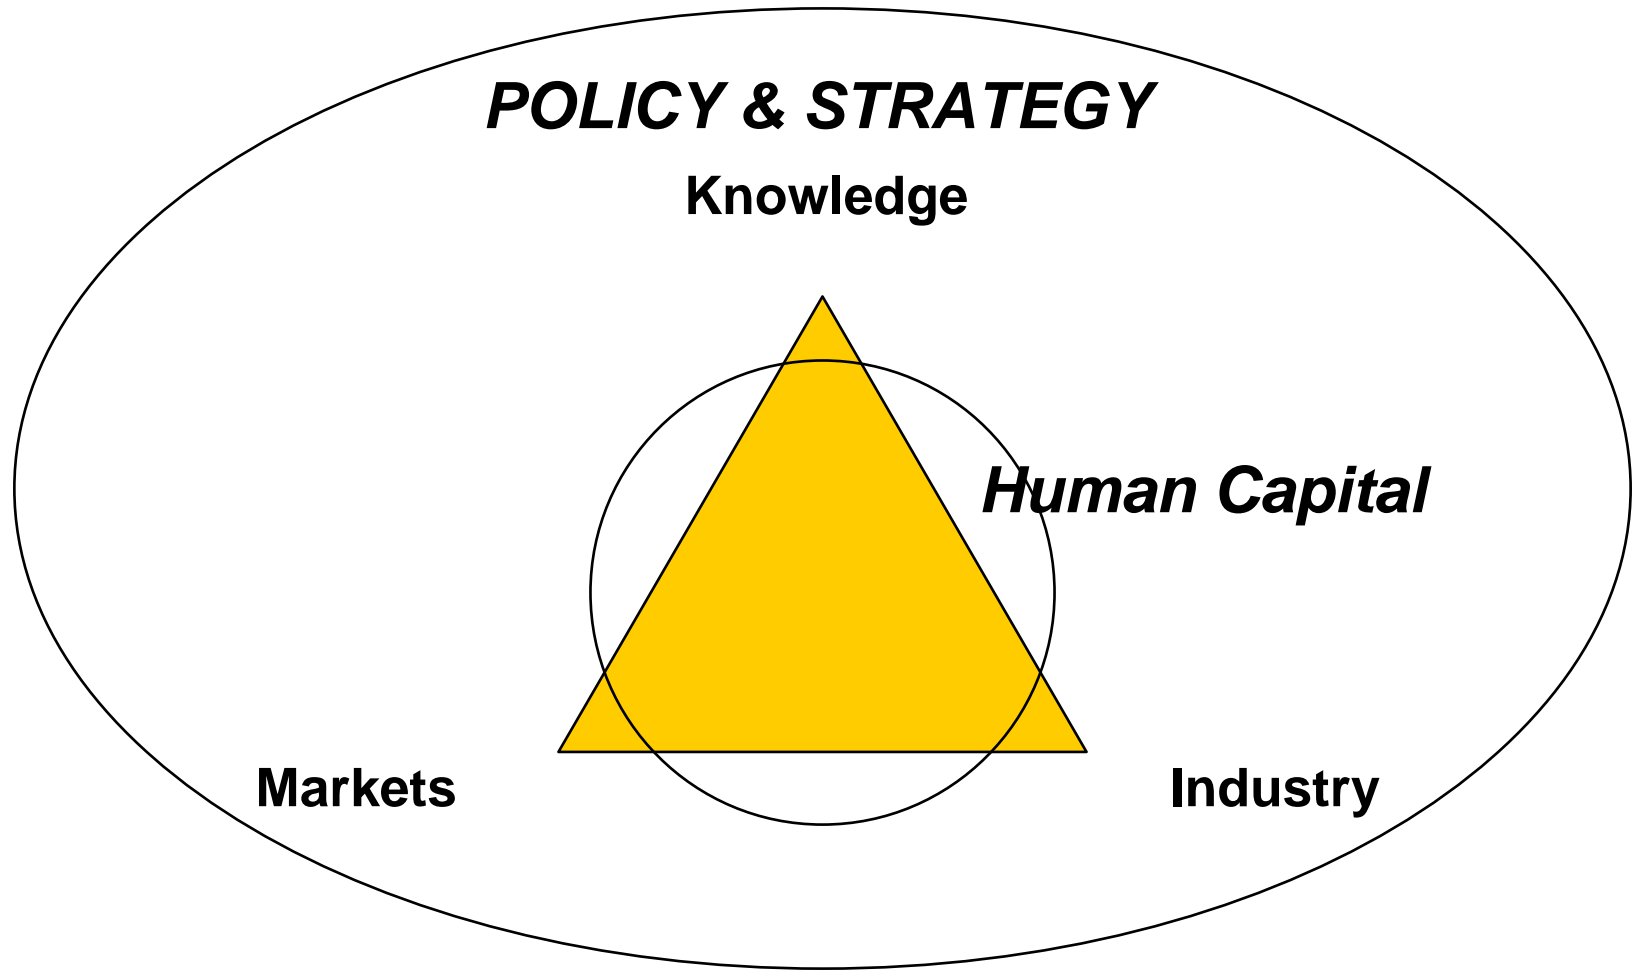 POLICY & STRATEGY
Knowledge
Human Capital
Markets
Industry